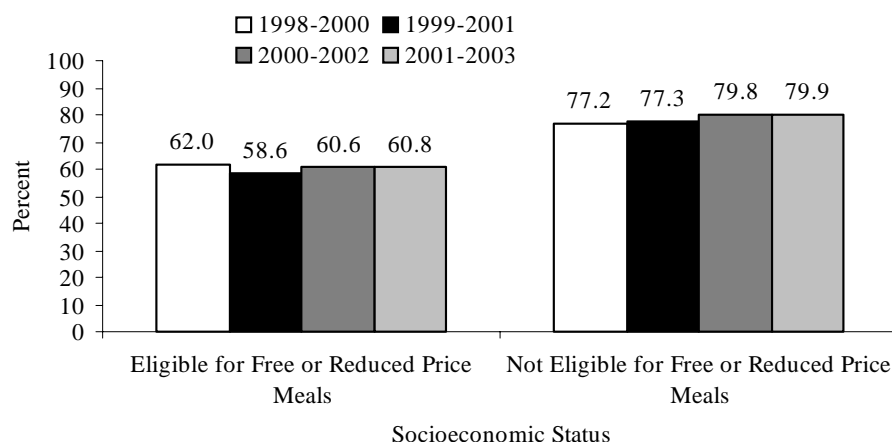 1998-2000 1999-2001
2000-2002 2001-2003
100
90
80
70
60
50
40
30
20
10
0
Percent
62.0 58.6 60.6 60.8
77.2 77.3 79.8 79.9
Eligible for Free or Reduced Price
Meals
Not Eligible for Free or Reduced Price
Meals
Socioeconomic Status